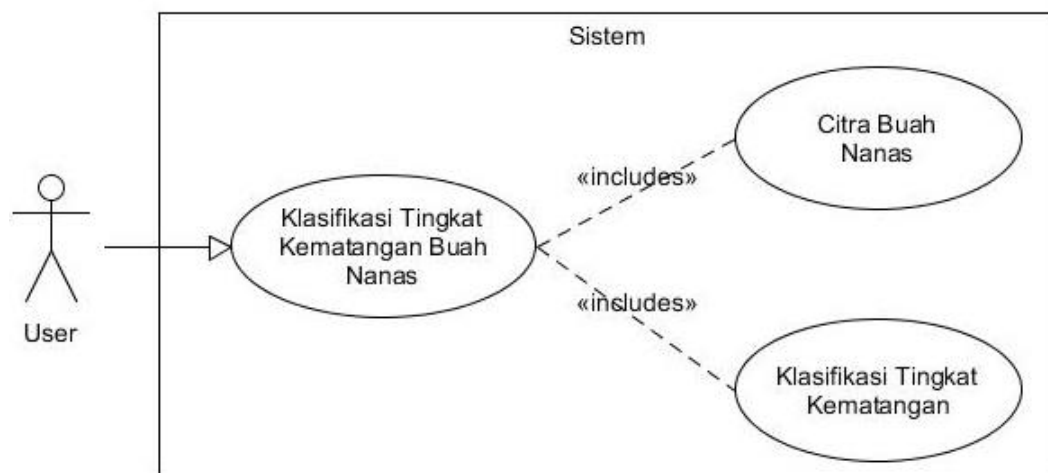 Sistem
User
Klasifikasi Tingkat
Kematangan Buah
Nanas
«includes»
Citra Buah
Nanas
«includes»
Klasifikasi Tingkat
Kematangan